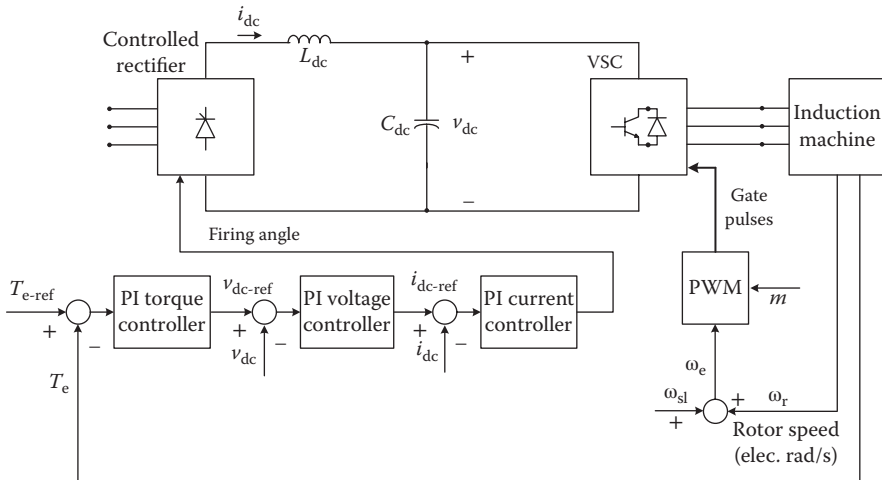 i_dc
Controlled
rectifier
L_dc
+
VSC
C_dc
v_dc
Induction
machine
−
Firing angle
Gate
pulses
T_e-ref
+
−
PI torque
controller
v_dc-ref
+
−
v_dc
PI voltage
controller
i_dc-ref
+
−
i_dc
PI current
controller
PWM
m
T_e
ω_e
ω_sl
+
+
ω_r
Rotor speed
(elec. rad/s)